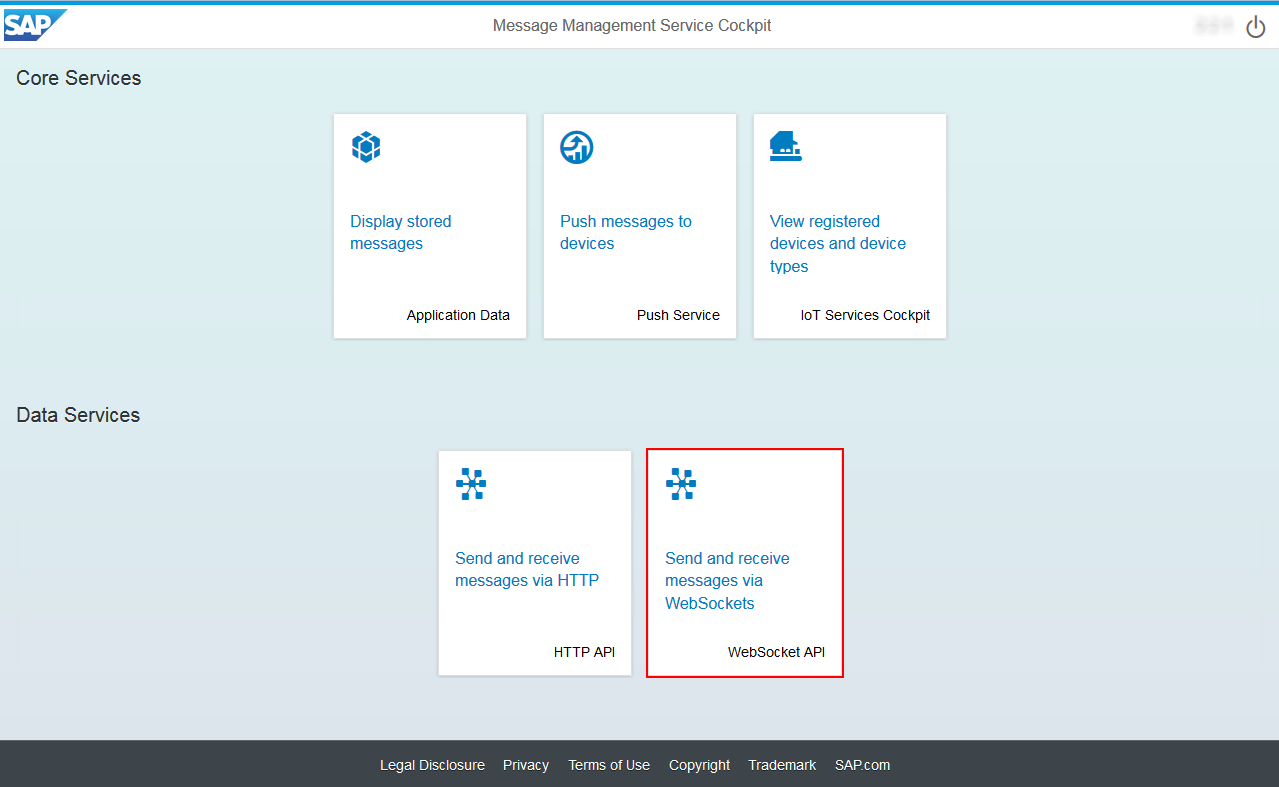 SAP
Message Management Service Cockpit
Core Services
Display stored
messages
Application Data
Push messages to
devices
Push Service
View registered
devices and device
types
IoT Services Cockpit
Data Services
Send and receive
messages via HTTP
HTTP API
Send and receive
messages via
WebSockets
WebSocket API
Legal Disclosure Privacy Terms of Use Copyright Trademark SAP.com